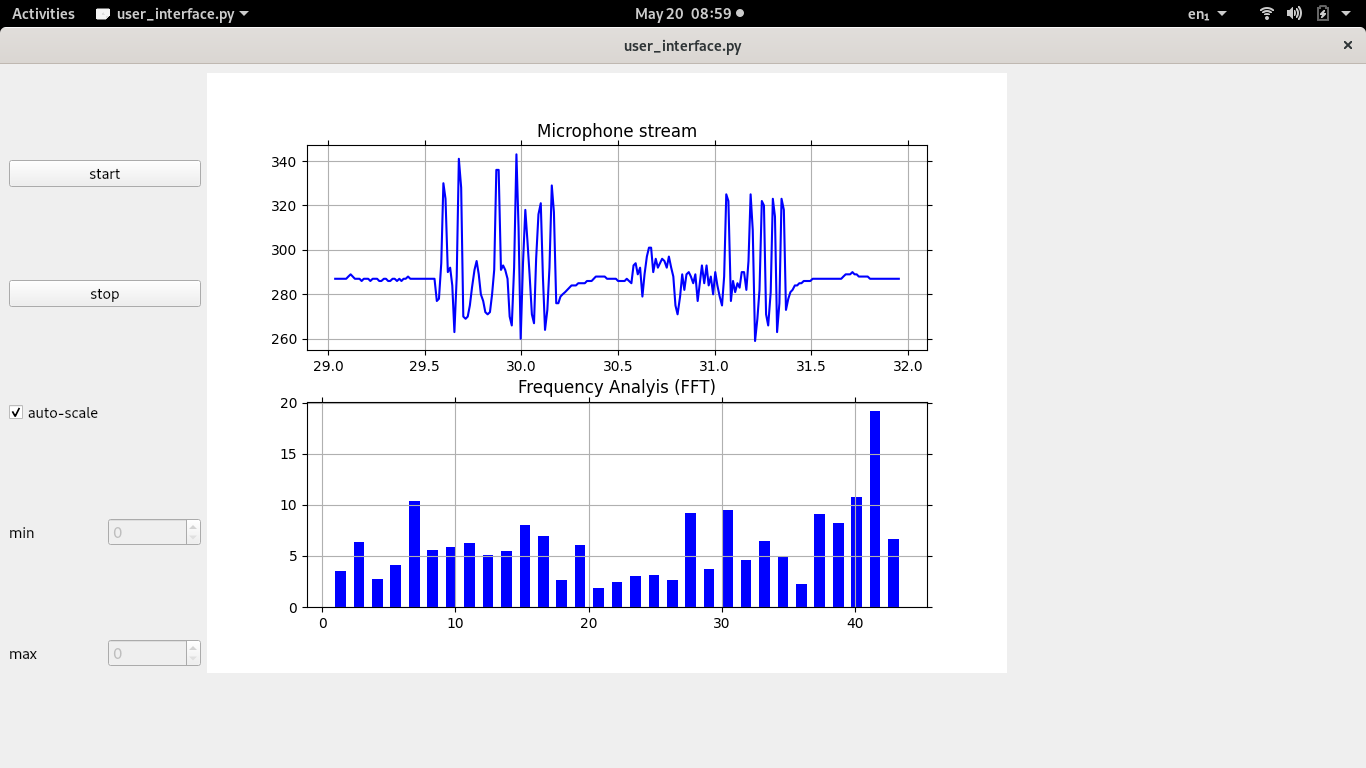 Activities user_interface.py May 20 08:59 en₁
user_interface.py ×
start
stop
auto-scale
min 0
max 0
Microphone stream
340
320
300
280
260
29.0 29.5 30.0 30.5 31.0 31.5 32.0
Frequency Analyis (FFT)
20
15
10
5
0
0 10 20 30 40